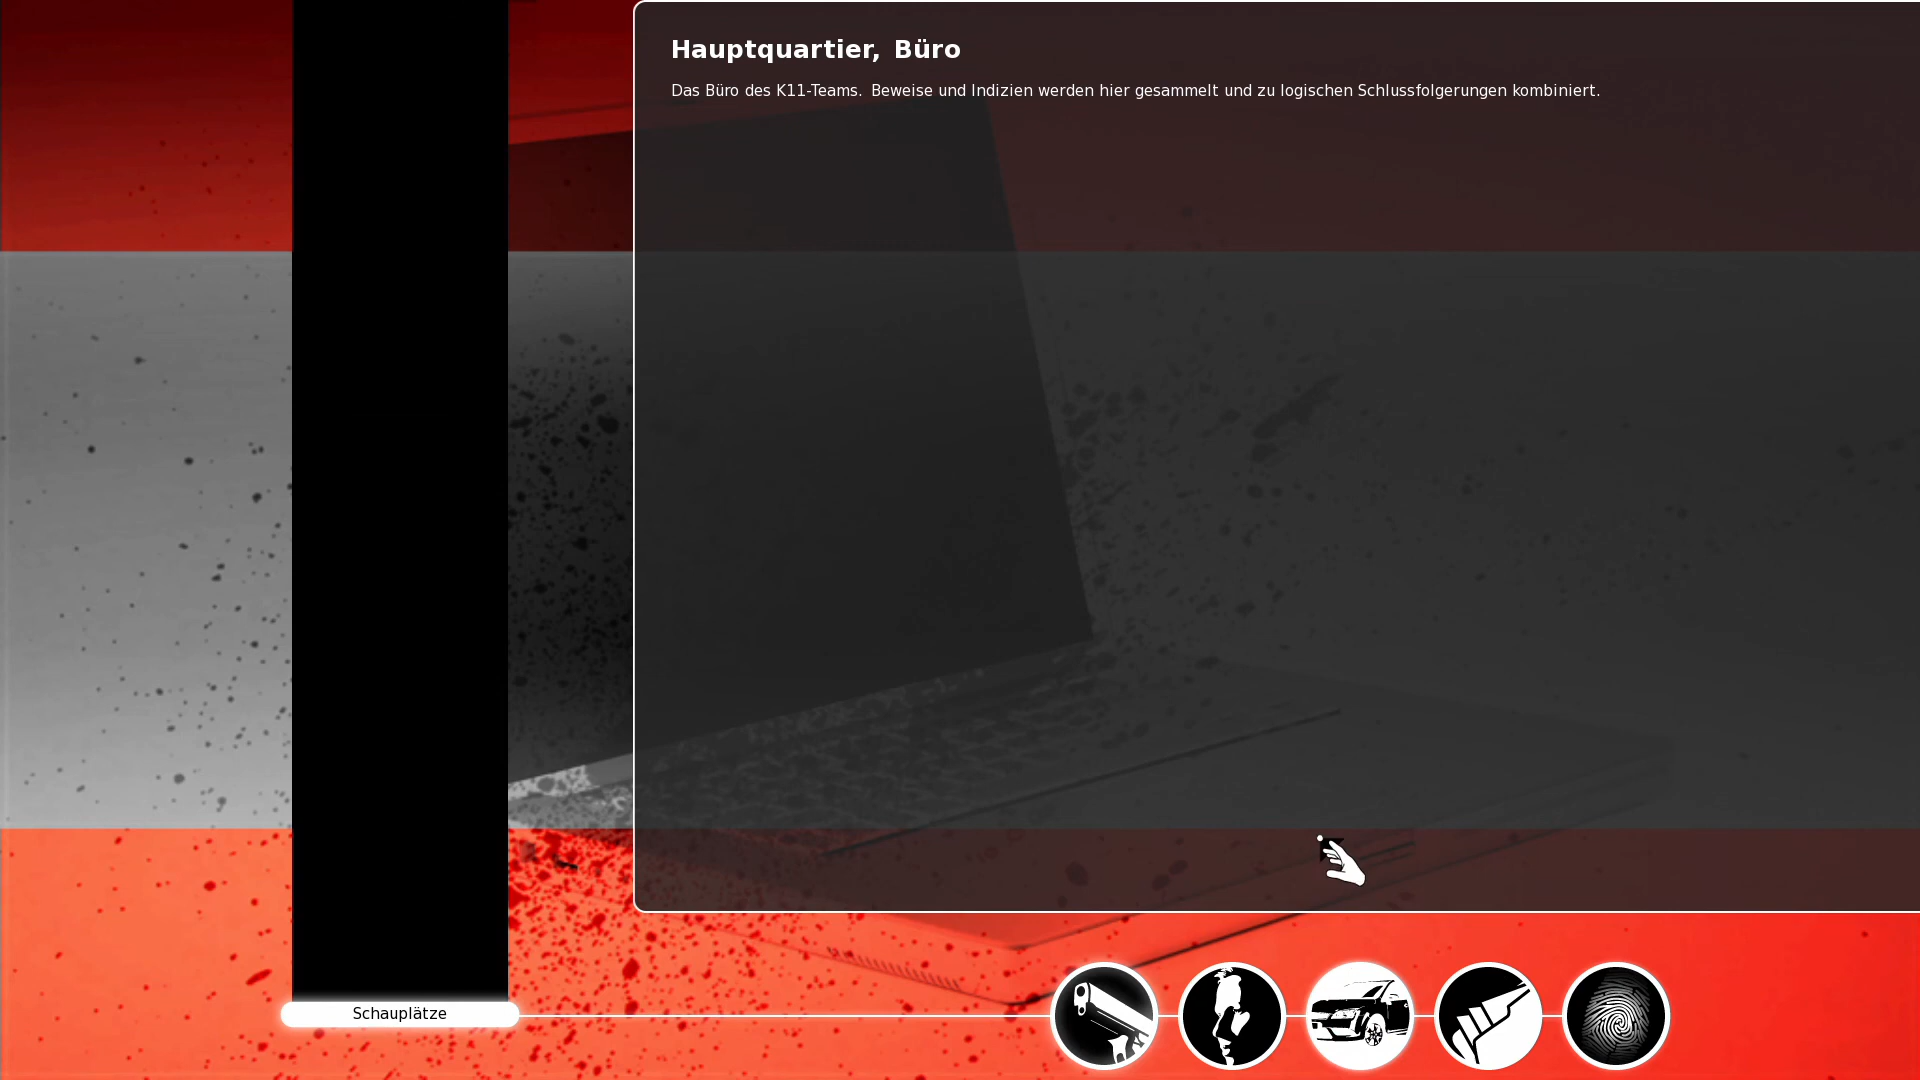 Hauptquartier, Büro
Das Büro des K11-Teams. Beweise und Indizien werden hier gesammelt und zu logischen Schlussfolgerungen kombiniert.
Schauplätze